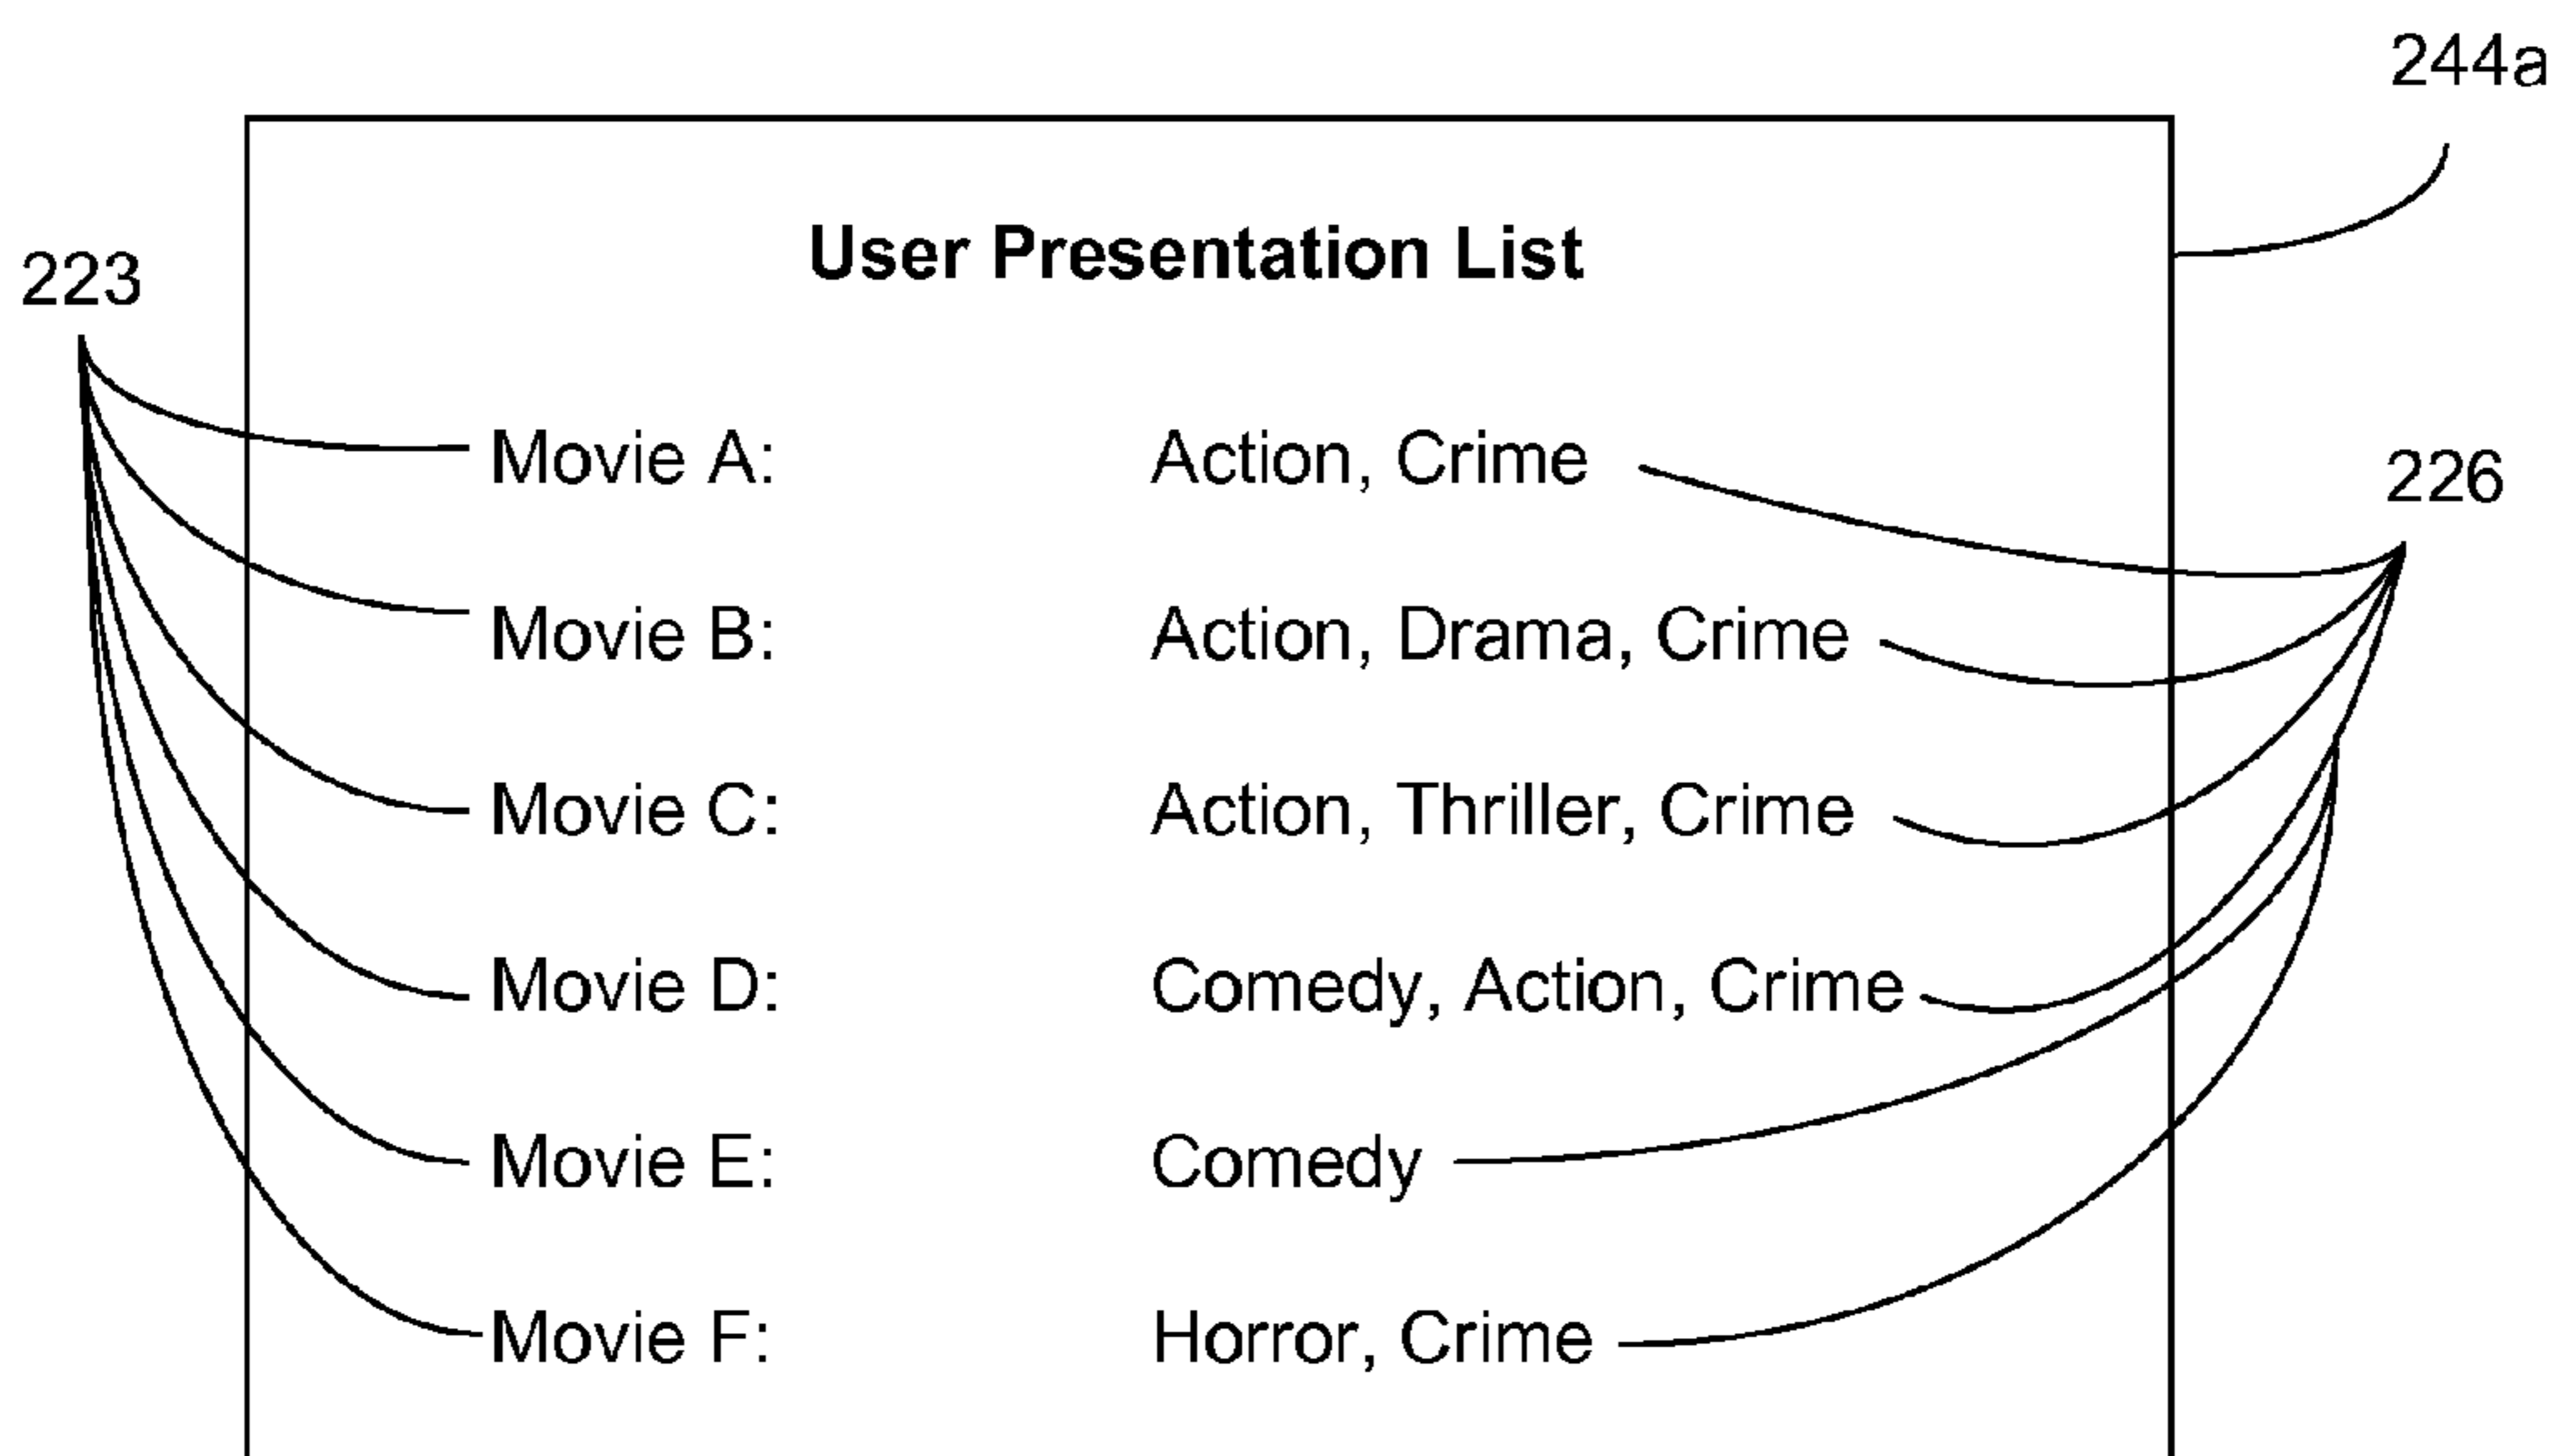 244a
User Presentation List
223
Movie A: Action, Crime
226
Movie B: Action, Drama, Crime
Movie C: Action, Thriller, Crime
Movie D: Comedy, Action, Crime
Movie E: Comedy
Movie F: Horror, Crime